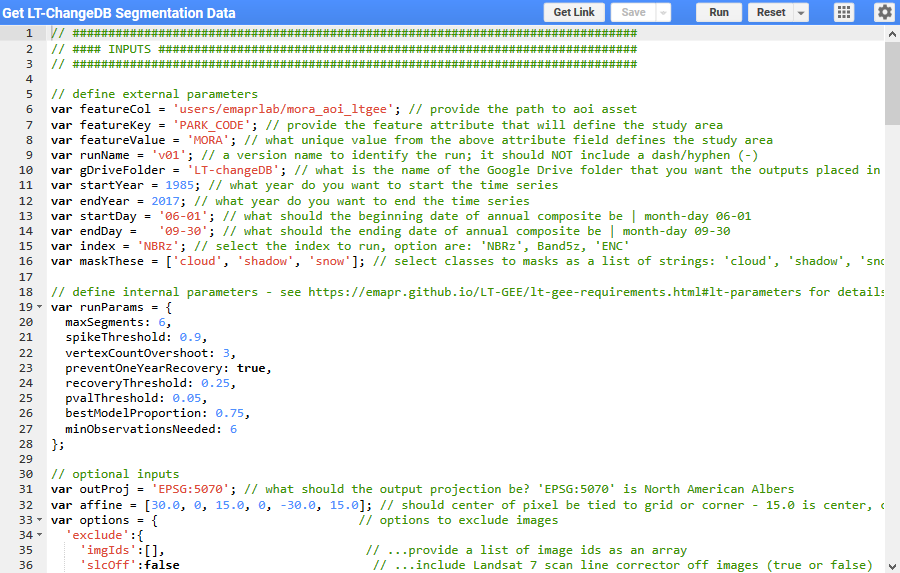 Get LT-ChangeDB Segmentation Data Get Link Save Run Reset
1 // ###############################################################################
2 // #### INPUTS ###################################################################
3 // ###############################################################################
4
5 // define external parameters
6 var featureCol = 'users/emaprlab/mora_aoi_ltgee'; // provide the path to aoi asset
7 var featureKey = 'PARK_CODE'; // provide the feature attribute that will define the study area
8 var featureValue = 'MORA'; // what unique value from the above attribute field defines the study area
9 var runName = 'v01'; // a version name to identify the run; it should NOT include a dash/hyphen (-)
10 var gDriveFolder = 'LT-changeDB'; // what is the name of the Google Drive folder that you want the outputs placed in
11 var startYear = 1985; // what year do you want to start the time series
12 var endYear = 2017; // what year do you want to end the time series
13 var startDay = '06-01'; // what should the beginning date of annual composite be | month-day 06-01
14 var endDay =   '09-30'; // what should the ending date of annual composite be | month-day 09-30
15 var index = 'NBRz'; // select the index to run, option are: 'NBRz', Band5z, 'ENC'
16 var maskThese = ['cloud', 'shadow', 'snow']; // select classes to masks as a list of strings: 'cloud', 'shadow', 'sno
17
18 // define internal parameters - see https://emapr.github.io/LT-GEE/lt-gee-requirements.html#lt-parameters for details
19 var runParams = {
20   maxSegments: 6,
21   spikeThreshold: 0.9,
22   vertexCountOvershoot: 3,
23   preventOneYearRecovery: true,
24   recoveryThreshold: 0.25,
25   pvalThreshold: 0.05,
26   bestModelProportion: 0.75,
27   minObservationsNeeded: 6
28 };
29
30 // optional inputs
31 var outProj = 'EPSG:5070'; // what should the output projection be? 'EPSG:5070' is North American Albers
32 var affine = [30.0, 0, 15.0, 0, -30.0, 15.0]; // should center of pixel be tied to grid or corner - 15.0 is center,
33 var options = {                            // options to exclude images
34   'exclude':{
35     'imgIds':[],                            // ...provide a list of image ids as an array
36     'slcOff':false                           // ...include Landsat 7 scan line corrector off images (true or false)